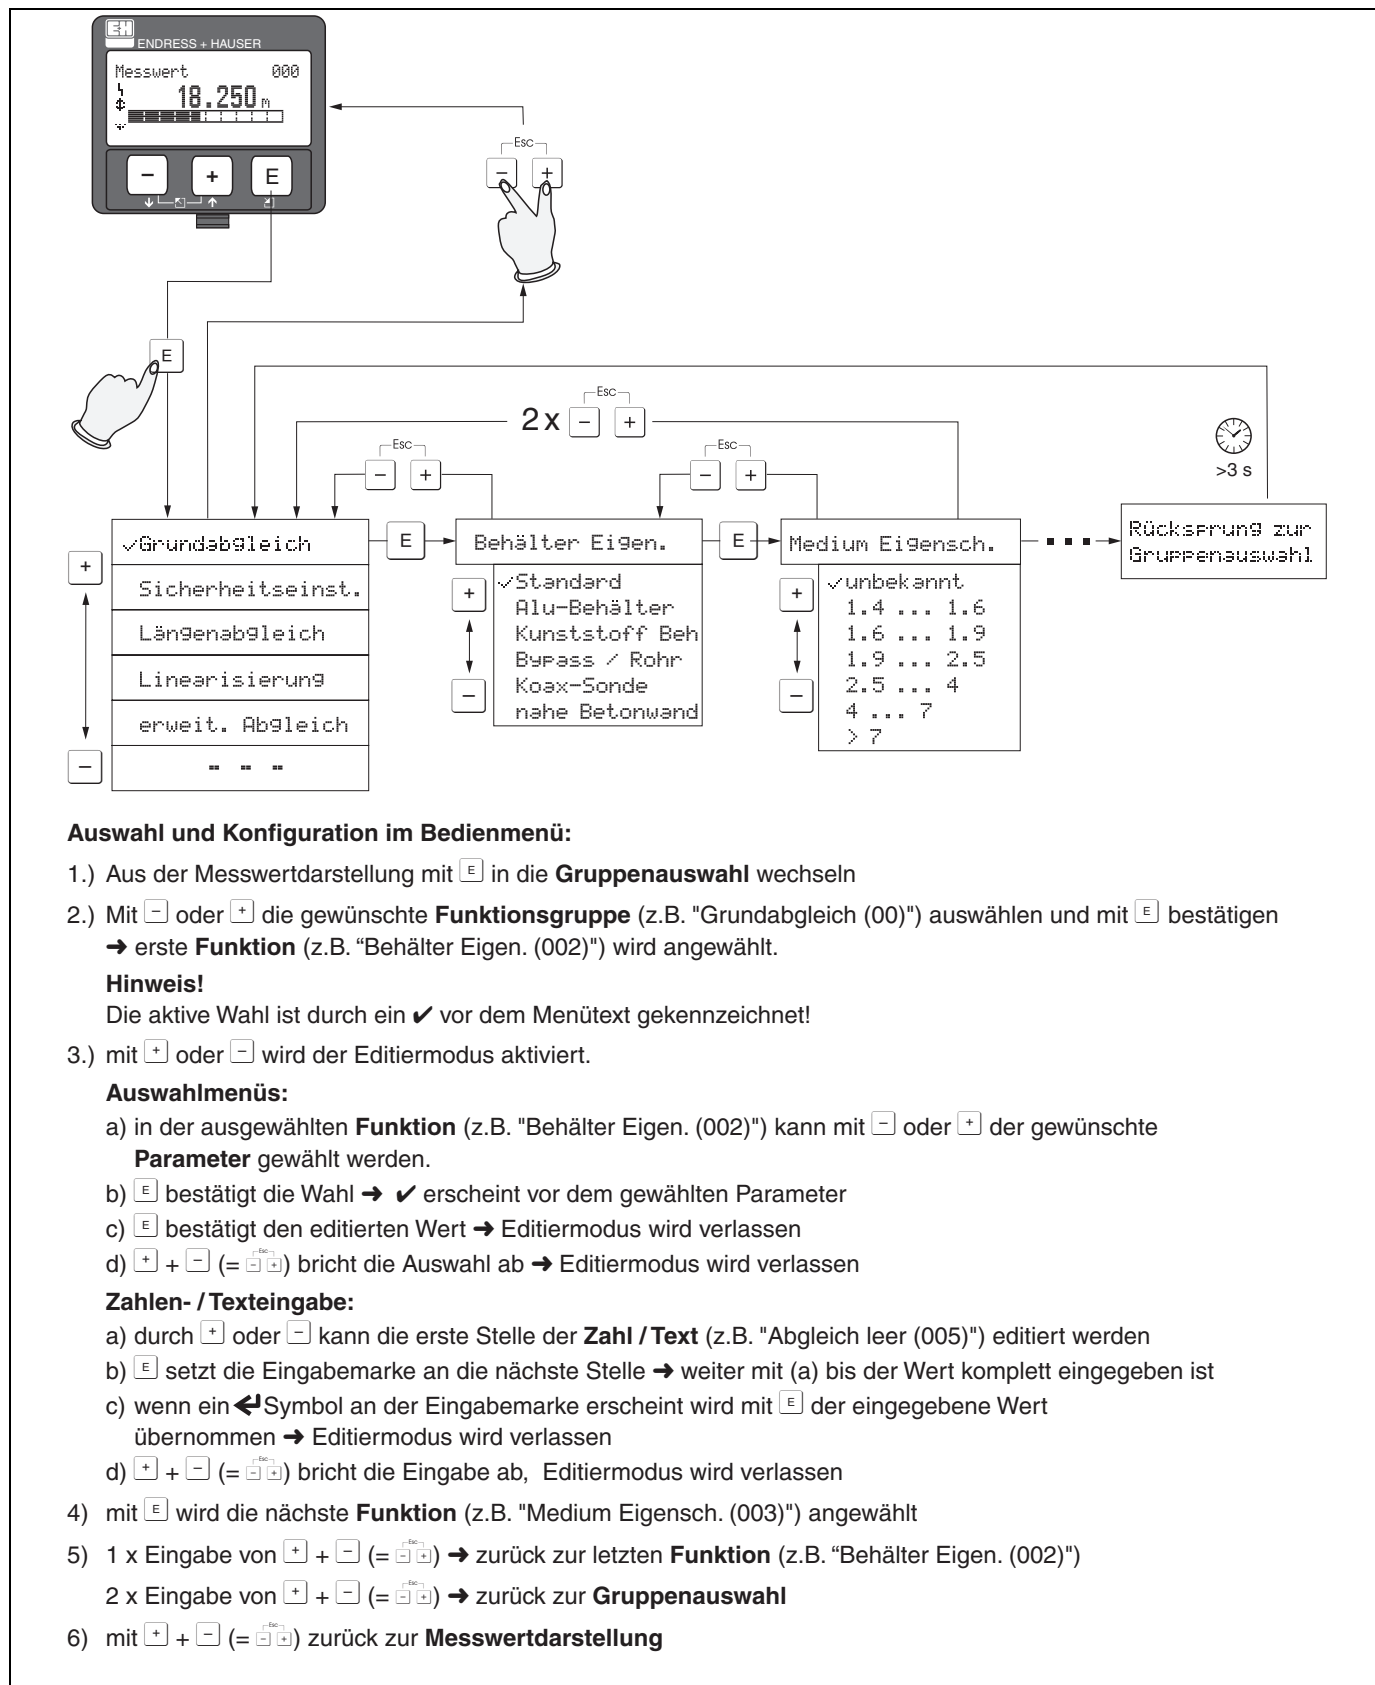 E+H
ENDRESS + HAUSER
Messwert 000
18.250 m
- + E
Esc
- +
E
Esc
2 x - +
Esc
- +
Esc
- +
>3 s
✓Grundabgleich
Sicherheitseinst.
Längenabgleich
Linearisierung
erweit. Abgleich
- - -
+
-
E
Behälter Eigen.
✓Standard
Alu-Behälter
Kunststoff Beh
Bypass / Rohr
Koax-Sonde
nahe Betonwand
+
-
E
Medium Eigensch.
✓unbekannt
1.4 ... 1.6
1.6 ... 1.9
1.9 ... 2.5
2.5 ... 4
4 ... 7
> 7
+
-
...
Rücksprung zur
Gruppenauswahl
Auswahl und Konfiguration im Bedienmenü:
1.) Aus der Messwertdarstellung mit E in die Gruppenauswahl wechseln
2.) Mit - oder + die gewünschte Funktionsgruppe (z.B. "Grundabgleich (00)") auswählen und mit E bestätigen
➜ erste Funktion (z.B. “Behälter Eigen. (002)") wird angewählt.
Hinweis!
Die aktive Wahl ist durch ein ✔ vor dem Menütext gekennzeichnet!
3.) mit + oder - wird der Editiermodus aktiviert.
Auswahlmenüs:
a) in der ausgewählten Funktion (z.B. "Behälter Eigen. (002)") kann mit - oder + der gewünschte
Parameter gewählt werden.
b) E bestätigt die Wahl ➜ ✔ erscheint vor dem gewählten Parameter
c) E bestätigt den editierten Wert ➜ Editiermodus wird verlassen
d) + + - (= Esc - +) bricht die Auswahl ab ➜ Editiermodus wird verlassen
Zahlen- / Texteingabe:
a) durch + oder - kann die erste Stelle der Zahl / Text (z.B. "Abgleich leer (005)") editiert werden
b) E setzt die Eingabemarke an die nächste Stelle ➜ weiter mit (a) bis der Wert komplett eingegeben ist
c) wenn ein ↵ Symbol an der Eingabemarke erscheint wird mit E der eingegebene Wert
übernommen ➜ Editiermodus wird verlassen
d) + + - (= Esc - +) bricht die Eingabe ab, Editiermodus wird verlassen
4) mit E wird die nächste Funktion (z.B. "Medium Eigensch. (003)") angewählt
5) 1 x Eingabe von + + - (= Esc - +) ➜ zurück zur letzten Funktion (z.B. “Behälter Eigen. (002)")
2 x Eingabe von + + - (= Esc - +) ➜ zurück zur Gruppenauswahl
6) mit + + - (= Esc - +) zurück zur Messwertdarstellung